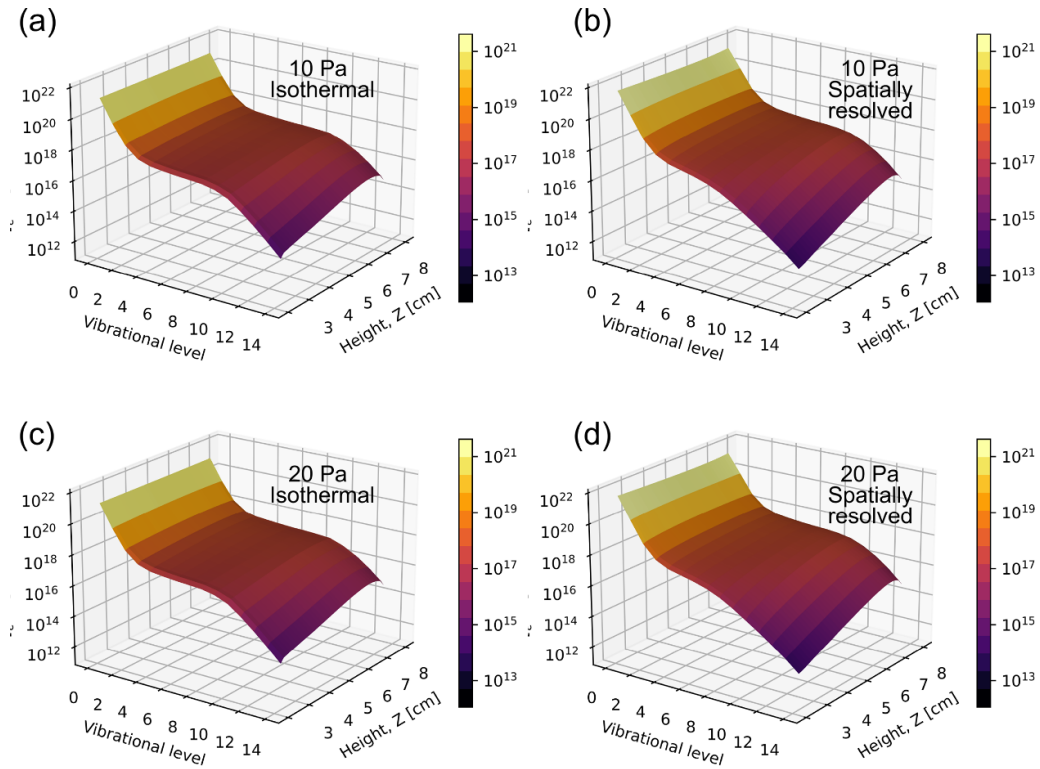 (a)
10 Pa
Isothermal
10²²
10²⁰
10¹⁸
10¹⁶
10¹⁴
10¹²
0 2 4 6 8 10 12 14
Vibrational level
3 4 5 6 7 8
Height, Z [cm]
10²¹
10¹⁹
10¹⁷
10¹⁵
10¹³
(b)
10 Pa
Spatially
resolved
10²²
10²⁰
10¹⁸
10¹⁶
10¹⁴
10¹²
0 2 4 6 8 10 12 14
Vibrational level
3 4 5 6 7 8
Height, Z [cm]
10²¹
10¹⁹
10¹⁷
10¹⁵
10¹³
(c)
20 Pa
Isothermal
10²²
10²⁰
10¹⁸
10¹⁶
10¹⁴
10¹²
0 2 4 6 8 10 12 14
Vibrational level
3 4 5 6 7 8
Height, Z [cm]
10²¹
10¹⁹
10¹⁷
10¹⁵
10¹³
(d)
20 Pa
Spatially
resolved
10²²
10²⁰
10¹⁸
10¹⁶
10¹⁴
10¹²
0 2 4 6 8 10 12 14
Vibrational level
3 4 5 6 7 8
Height, Z [cm]
10²¹
10¹⁹
10¹⁷
10¹⁵
10¹³